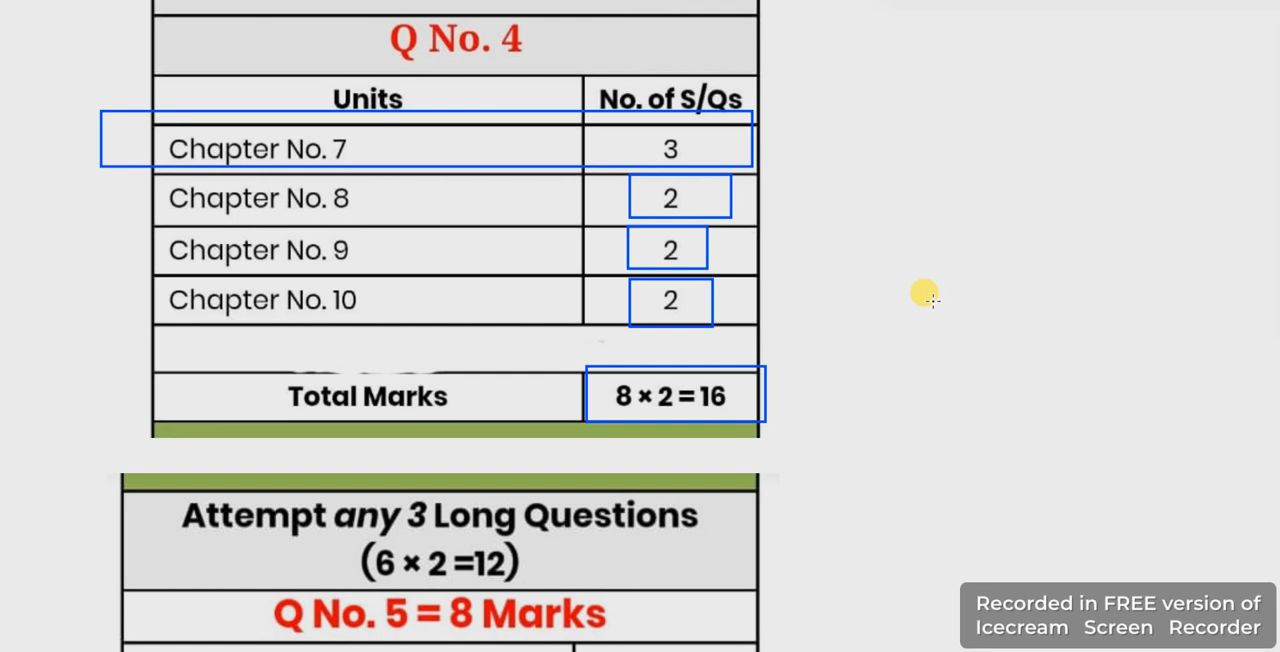 Q No. 4
Units No. of S/Qs
Chapter No. 7 3
Chapter No. 8 2
Chapter No. 9 2
Chapter No. 10 2
Total Marks 8 × 2 = 16
Attempt any 3 Long Questions
(6 × 2 =12)
Q No. 5 = 8 Marks
Recorded in FREE version of
Icecream Screen Recorder